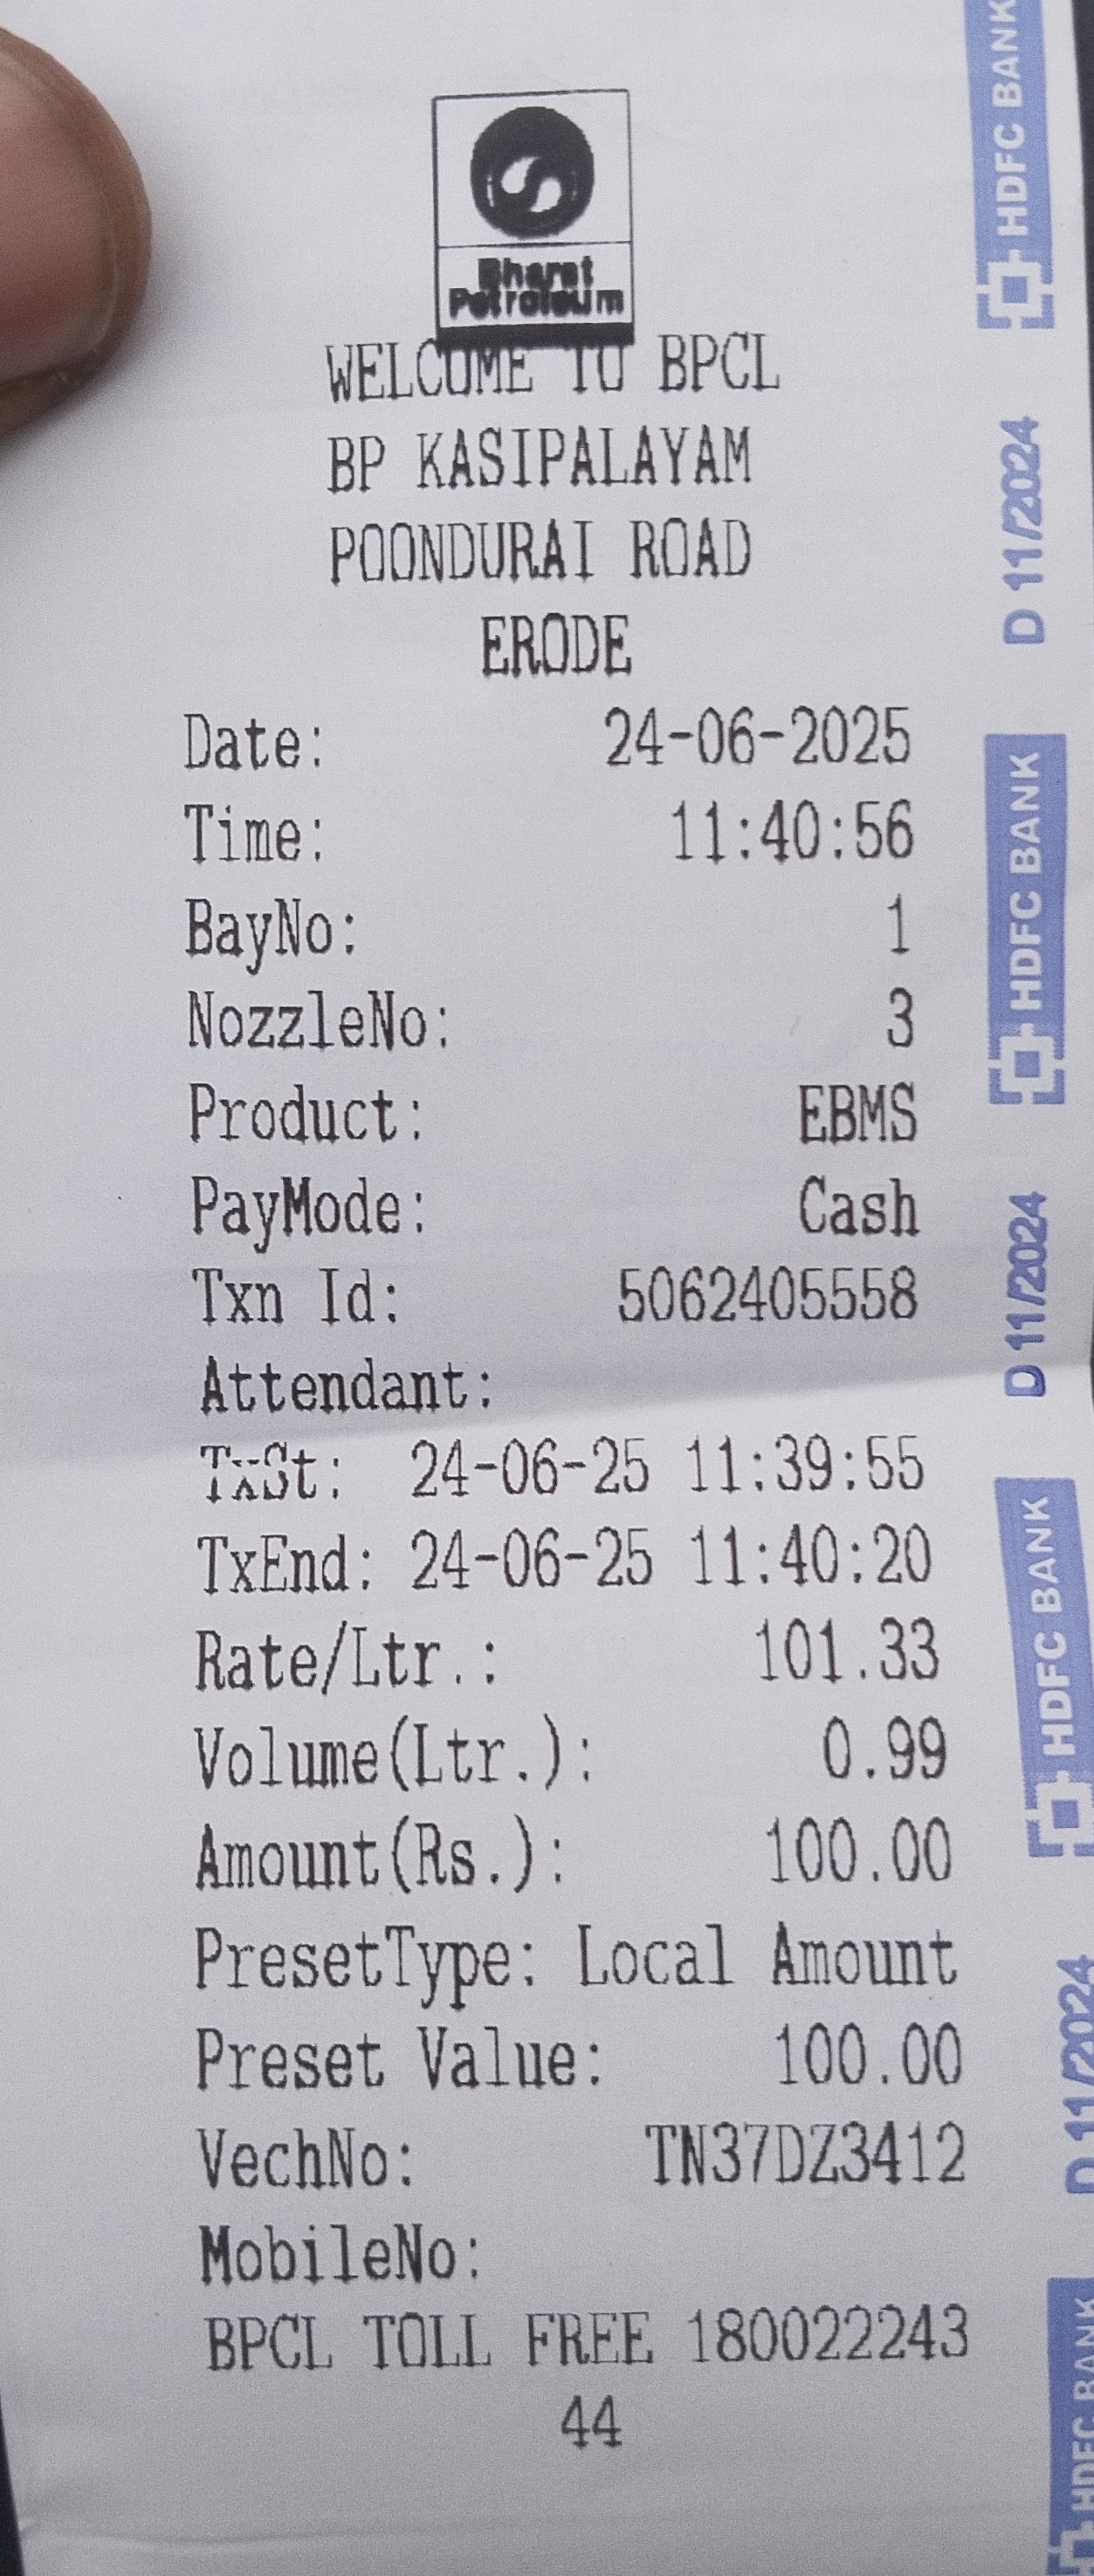 Bharat
Petroleum
WELCOME TO BPCL
BP KASIPALAYAM
POONDURAI ROAD
ERODE
Date: 24-06-2025
Time: 11:40:56
BayNo: 1
NozzleNo: 3
Product: EBMS
PayMode: Cash
Txn Id: 5062405558
Attendant:
TxSt: 24-06-25 11:39:55
TxEnd: 24-06-25 11:40:20
Rate/Ltr.: 101.33
Volume(Ltr.): 0.99
Amount(Rs.): 100.00
PresetType: Local Amount
Preset Value: 100.00
VechNo: TN37DZ3412
MobileNo:
BPCL TOLL FREE 180022243
44
HDFC BANK
D 11/2024
HDFC BANK
D 11/2024
HDFC BANK
D 11/2024
HDFC BANK